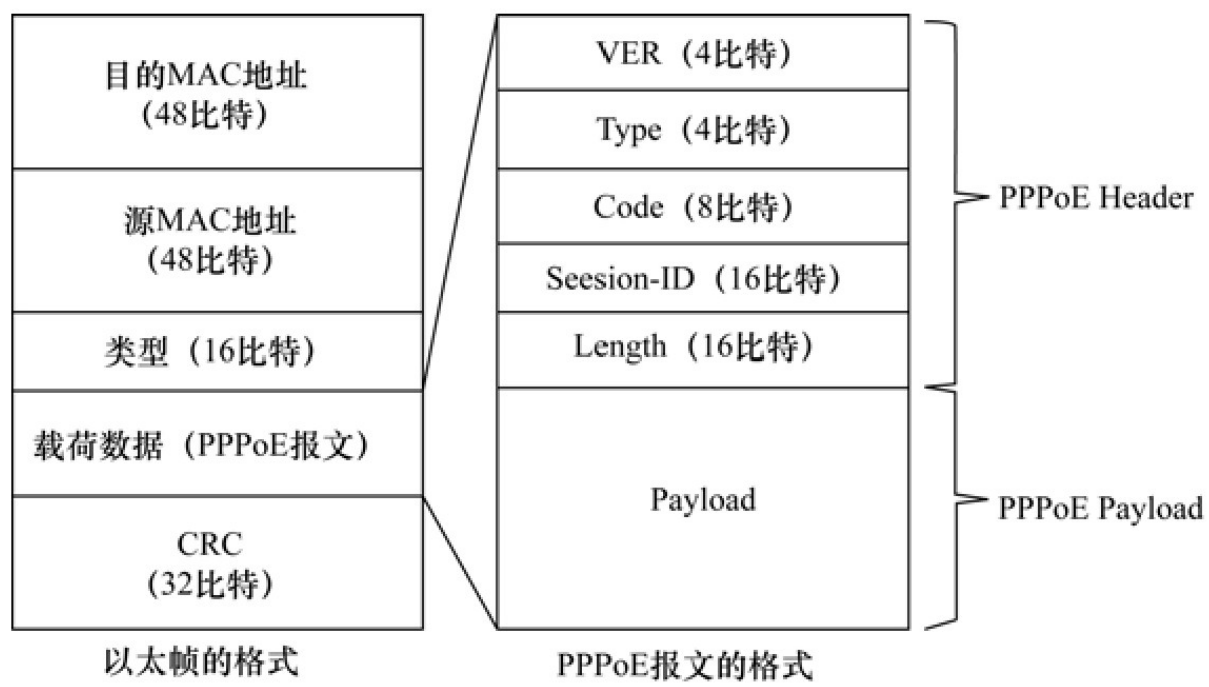 目的MAC地址
（48比特）
源MAC地址
（48比特）
类型（16比特）
载荷数据（PPPoE报文）
CRC
（32比特）
以太帧的格式
VER（4比特）
Type（4比特）
Code（8比特）
Seesion-ID（16比特）
Length（16比特）
Payload
PPPoE报文的格式
PPPoE Header
PPPoE Payload